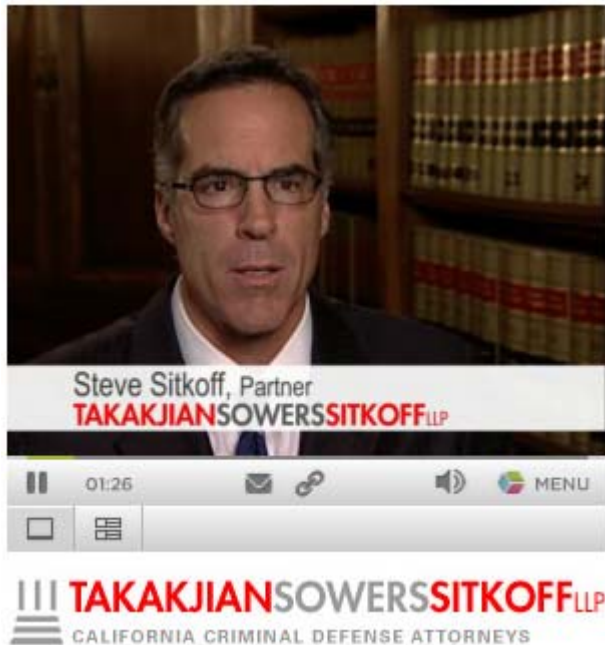 Steve Sitkoff, Partner
TAKAKJIANSOWERSSITKOFFLLP
01:26
MENU
TAKAKJIANSOWERSSITKOFFLLP
CALIFORNIA CRIMINAL DEFENSE ATTORNEYS